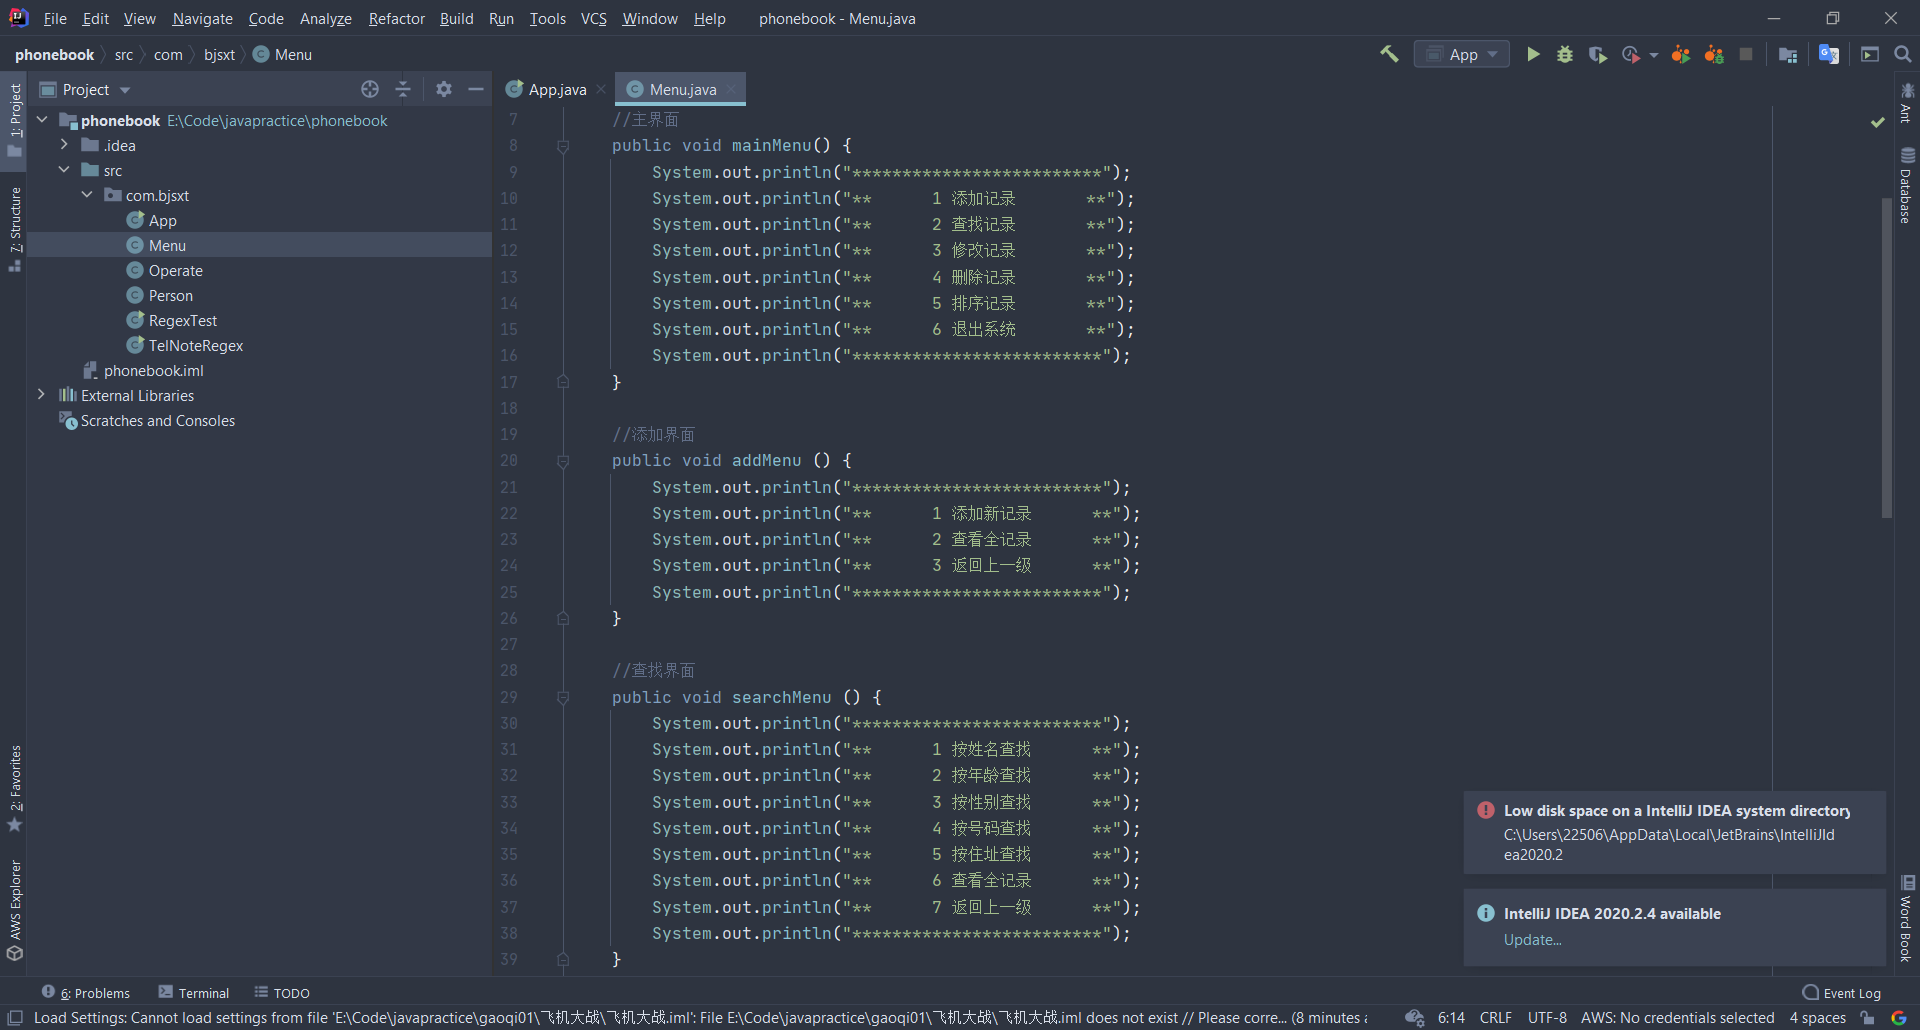 File Edit View Navigate Code Analyze Refactor Build Run Tools VCS Window Help phonebook - Menu.java
phonebook src com bjsxt Menu
App
1: Project
7: Structure
2: Favorites
AWS Explorer
Project
phonebook E:\Code\javapractice\phonebook
.idea
src
com.bjsxt
App
Menu
Operate
Person
RegexTest
TelNoteRegex
phonebook.iml
External Libraries
Scratches and Consoles
App.java Menu.java
7 //主界面
8 public void mainMenu() {
9 System.out.println("*************************");
10 System.out.println("**      1 添加记录       **");
11 System.out.println("**      2 查找记录       **");
12 System.out.println("**      3 修改记录       **");
13 System.out.println("**      4 删除记录       **");
14 System.out.println("**      5 排序记录       **");
15 System.out.println("**      6 退出系统       **");
16 System.out.println("*************************");
17 }
18
19 //添加界面
20 public void addMenu () {
21 System.out.println("*************************");
22 System.out.println("**      1 添加新记录      **");
23 System.out.println("**      2 查看全记录      **");
24 System.out.println("**      3 返回上一级      **");
25 System.out.println("*************************");
26 }
27
28 //查找界面
29 public void searchMenu () {
30 System.out.println("*************************");
31 System.out.println("**      1 按姓名查找      **");
32 System.out.println("**      2 按年龄查找      **");
33 System.out.println("**      3 按性别查找      **");
34 System.out.println("**      4 按号码查找      **");
35 System.out.println("**      5 按住址查找      **");
36 System.out.println("**      6 查看全记录      **");
37 System.out.println("**      7 返回上一级      **");
38 System.out.println("*************************");
39 }
Ant
Database
Word Book
Low disk space on a IntelliJ IDEA system directory
C:\Users\22506\AppData\Local\JetBrains\IntelliJId
ea2020.2
IntelliJ IDEA 2020.2.4 available
Update...
6: Problems Terminal TODO Event Log
Load Settings: Cannot load settings from file 'E:\Code\javapractice\gaoqi01\飞机大战\飞机大战.iml': File E:\Code\javapractice\gaoqi01\飞机大战\飞机大战.iml does not exist // Please corre... (8 minutes a 6:14 CRLF UTF-8 AWS: No credentials selected 4 spaces